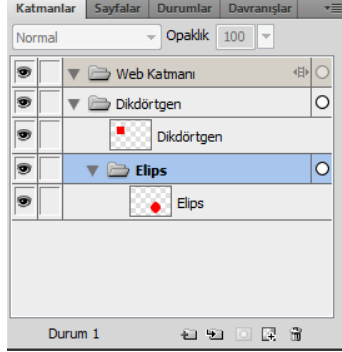 Katmanlar Sayfalar Durumlar Davranışlar
Normal Opaklık 100
Web Katmanı
Dikdörtgen
Dikdörtgen
Elips
Elips
Durum 1